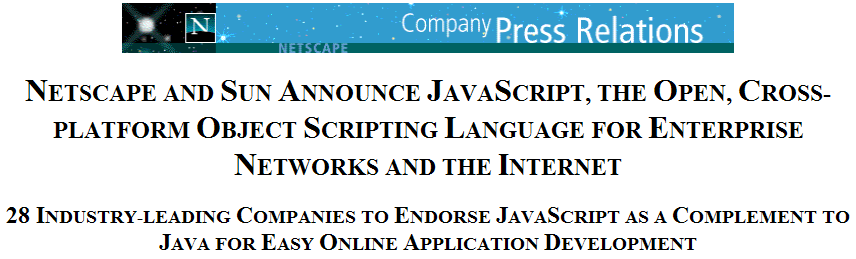 N
NETSCAPE
Company Press Relations
NETSCAPE AND SUN ANNOUNCE JAVASCRIPT, THE OPEN, CROSS-
PLATFORM OBJECT SCRIPTING LANGUAGE FOR ENTERPRISE
NETWORKS AND THE INTERNET
28 INDUSTRY-LEADING COMPANIES TO ENDORSE JAVASCRIPT AS A COMPLEMENT TO
JAVA FOR EASY ONLINE APPLICATION DEVELOPMENT